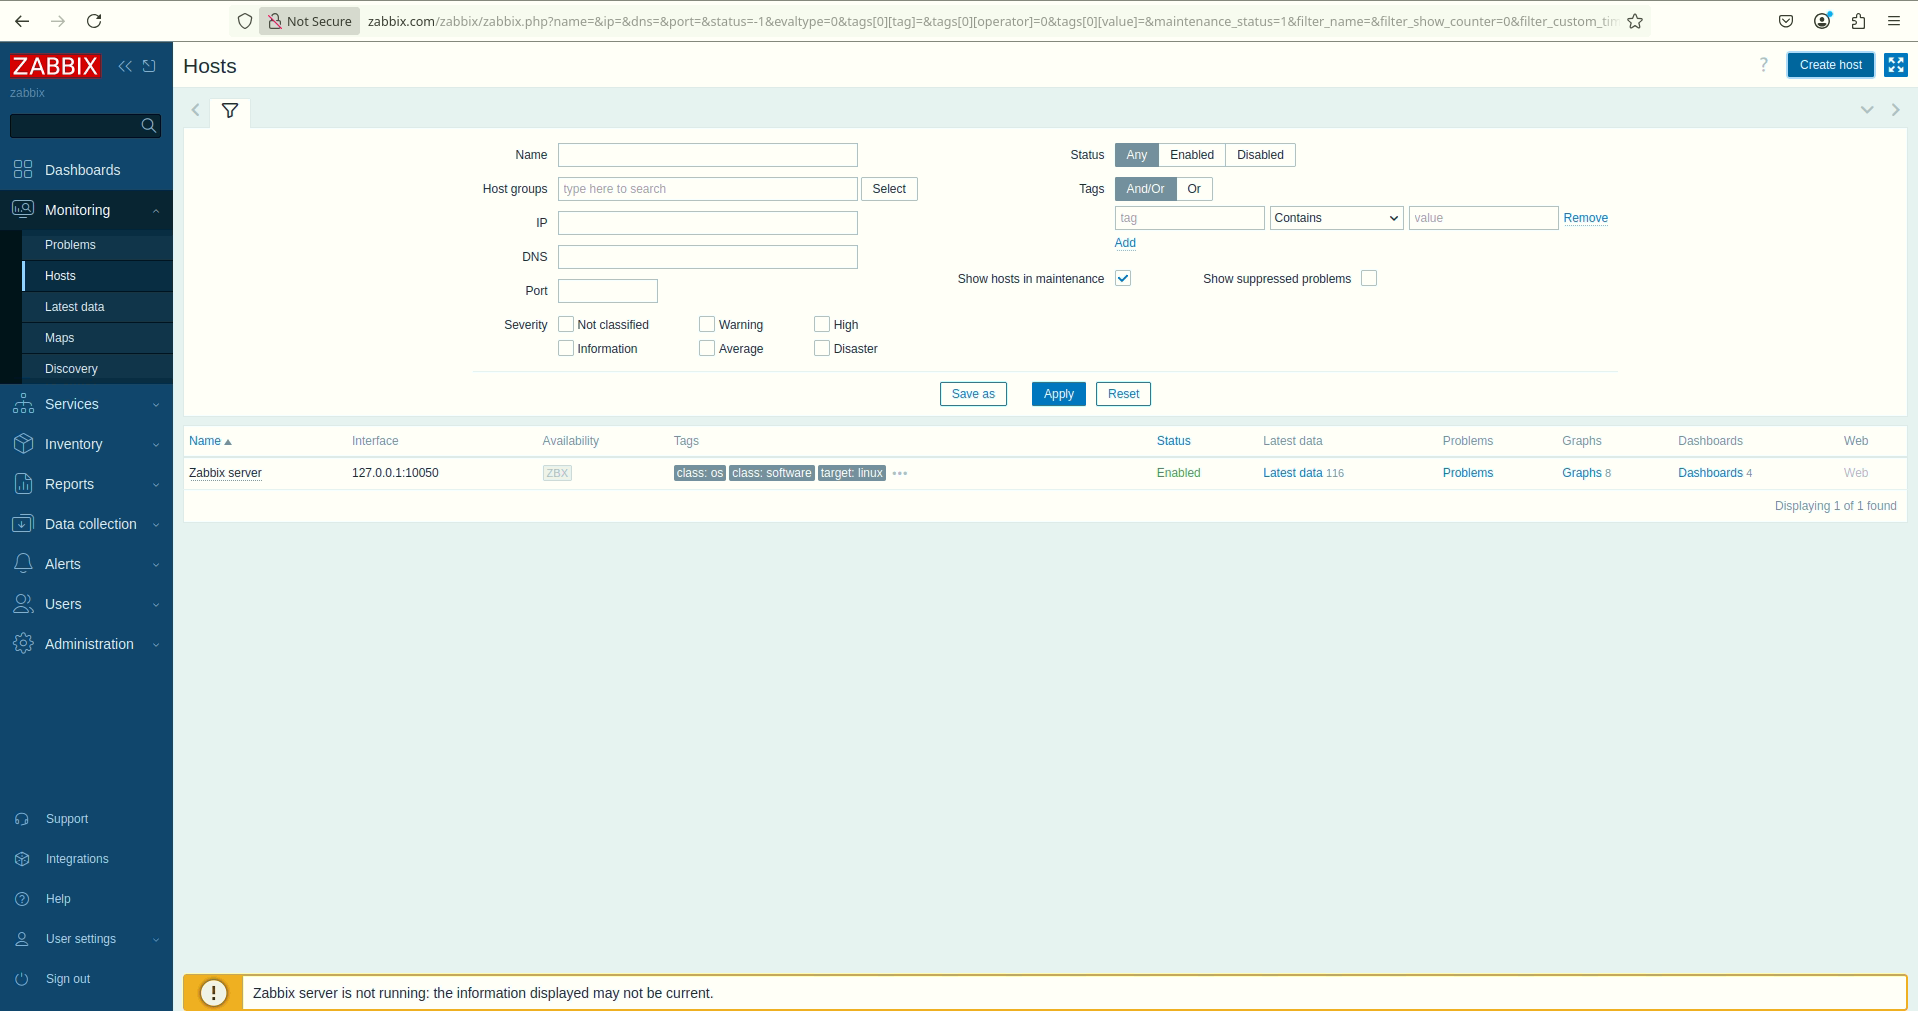 Not Secure
zabbix.com/zabbix/zabbix.php?name=&ip=&dns=&port=&status=-1&evaltype=0&tags[0][tag]=&tags[0][operator]=0&tags[0][value]=&maintenance_status=1&filter_name=&filter_show_counter=0&filter_custom_tim
ZABBIX
zabbix
Dashboards
Monitoring
Problems
Hosts
Latest data
Maps
Discovery
Services
Inventory
Reports
Data collection
Alerts
Users
Administration
Support
Integrations
Help
User settings
Sign out
Hosts
? Create host
Name
Host groups type here to search Select
IP
DNS
Port
Severity Not classified Warning High
Information Average Disaster
Status Any Enabled Disabled
Tags And/Or Or
tag Contains value Remove
Add
Show hosts in maintenance Show suppressed problems
Save as Apply Reset
Name Interface Availability Tags Status Latest data Problems Graphs Dashboards Web
Zabbix server 127.0.0.1:10050 ZBX class: os class: software target: linux ••• Enabled Latest data 116 Problems Graphs 8 Dashboards 4 Web
Displaying 1 of 1 found
! Zabbix server is not running: the information displayed may not be current.